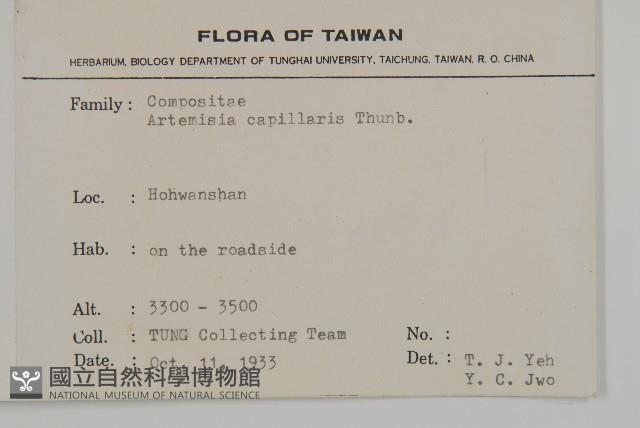 FLORA OF TAIWAN
HERBARIUM, BIOLOGY DEPARTMENT OF TUNGHAI UNIVERSITY, TAICHUNG, TAIWAN, R. O. CHINA
Family : Compositae
Artemisia capillaris Thunb.
Loc. : Hohwanshan
Hab. : on the roadside
Alt. : 3300 - 3500
Coll. : TUNG Collecting Team No. :
Date. : Oct. 11, 1933 Det. : T. J. Yeh
Y. C. Jwo
國立自然科學博物館
NATIONAL MUSEUM OF NATURAL SCIENCE